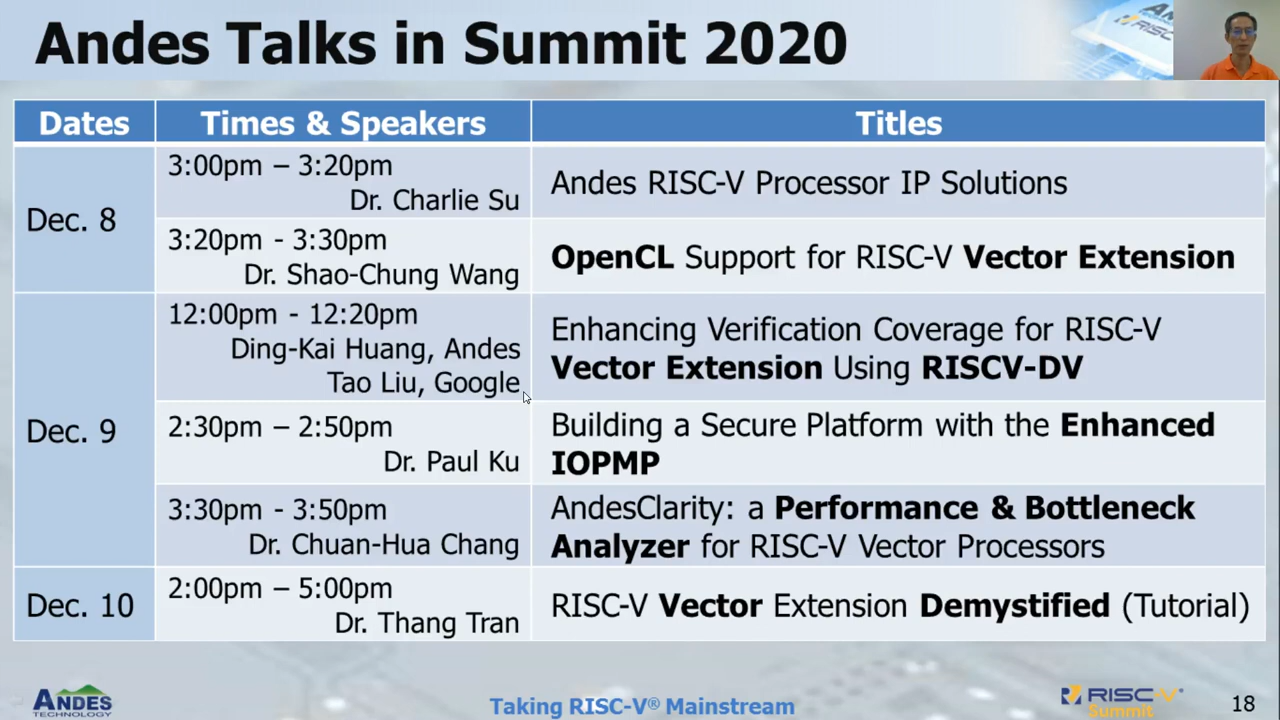 Andes Talks in Summit 2020
Dates
Times & Speakers
Titles
Dec. 8
3:00pm – 3:20pm
Dr. Charlie Su
Andes RISC-V Processor IP Solutions
3:20pm - 3:30pm
Dr. Shao-Chung Wang
OpenCL Support for RISC-V Vector Extension
Dec. 9
12:00pm - 12:20pm
Ding-Kai Huang, Andes
Tao Liu, Google
Enhancing Verification Coverage for RISC-V
Vector Extension Using RISCV-DV
2:30pm – 2:50pm
Dr. Paul Ku
Building a Secure Platform with the Enhanced
IOPMP
3:30pm - 3:50pm
Dr. Chuan-Hua Chang
AndesClarity: a Performance & Bottleneck
Analyzer for RISC-V Vector Processors
Dec. 10
2:00pm – 5:00pm
Dr. Thang Tran
RISC-V Vector Extension Demystified (Tutorial)
ANDES
TECHNOLOGY
Taking RISC-V® Mainstream
RISC-V®
Summit
18